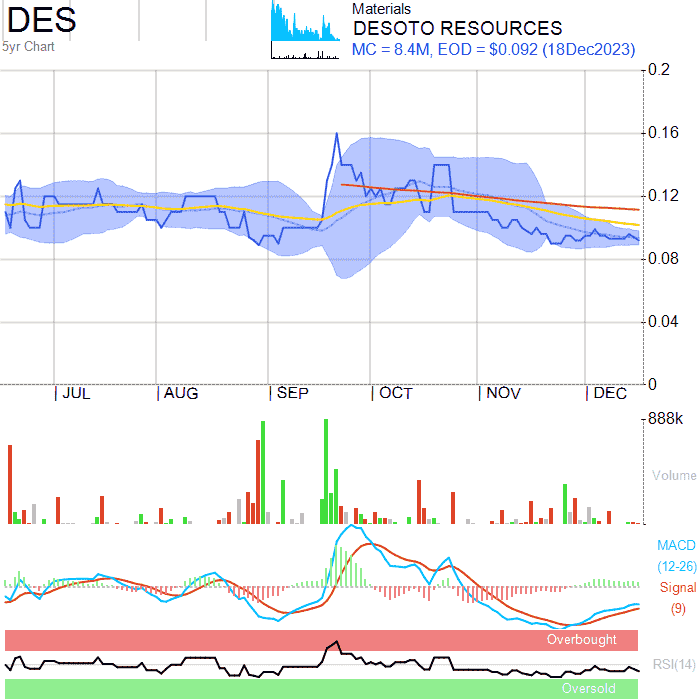 DES
5yr Chart
Materials
DESOTO RESOURCES
MC = 8.4M, EOD = $0.092 (18Dec2023)
0.2
0.16
0.12
0.08
0.04
0
JUL AUG SEP OCT NOV DEC
888k
Volume
MACD
(12-26)
Signal
(9)
Overbought
RSI(14)
Oversold